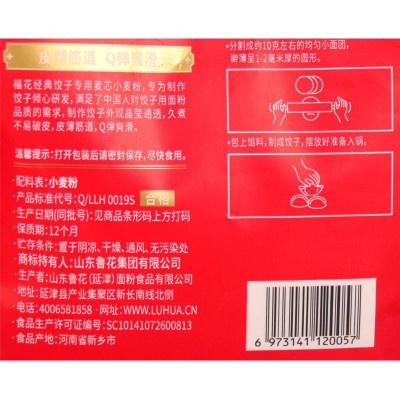 皮薄筋道 Q弹爽滑
福花经典饺子专用麦芯小麦粉，专为制作
饺子倾心研发，满足了中国人对饺子用面粉
品质的需求，制作饺子外观晶莹通透，久煮
不易破皮，皮薄筋道，Q弹爽滑。
温馨提示：打开包装后请密封保存，尽快食用。
·配料表：小麦粉
·产品标准代号：Q/LLH 0019S 合格
·生产日期(同批号)：见商品条形码上方打码
·保质期：12个月
·贮存条件：置于阴凉、干燥、通风、无污染处
·商标持有人：山东鲁花集团有限公司
·生产者：山东鲁花(延津)面粉食品有限公司
·地址：延津县产业集聚区新长大南线北侧
·电话：4006581858 ·网址：WWW.LUHUA.CN
·食品生产许可证编号：SC10141072600813
·食品产地：河南省新乡市
·分割成约10克左右的均匀小面团，
擀薄呈1-2毫米厚的圆形。
·包上馅料，制成饺子，摆放好准备入锅。
6 973141 120057